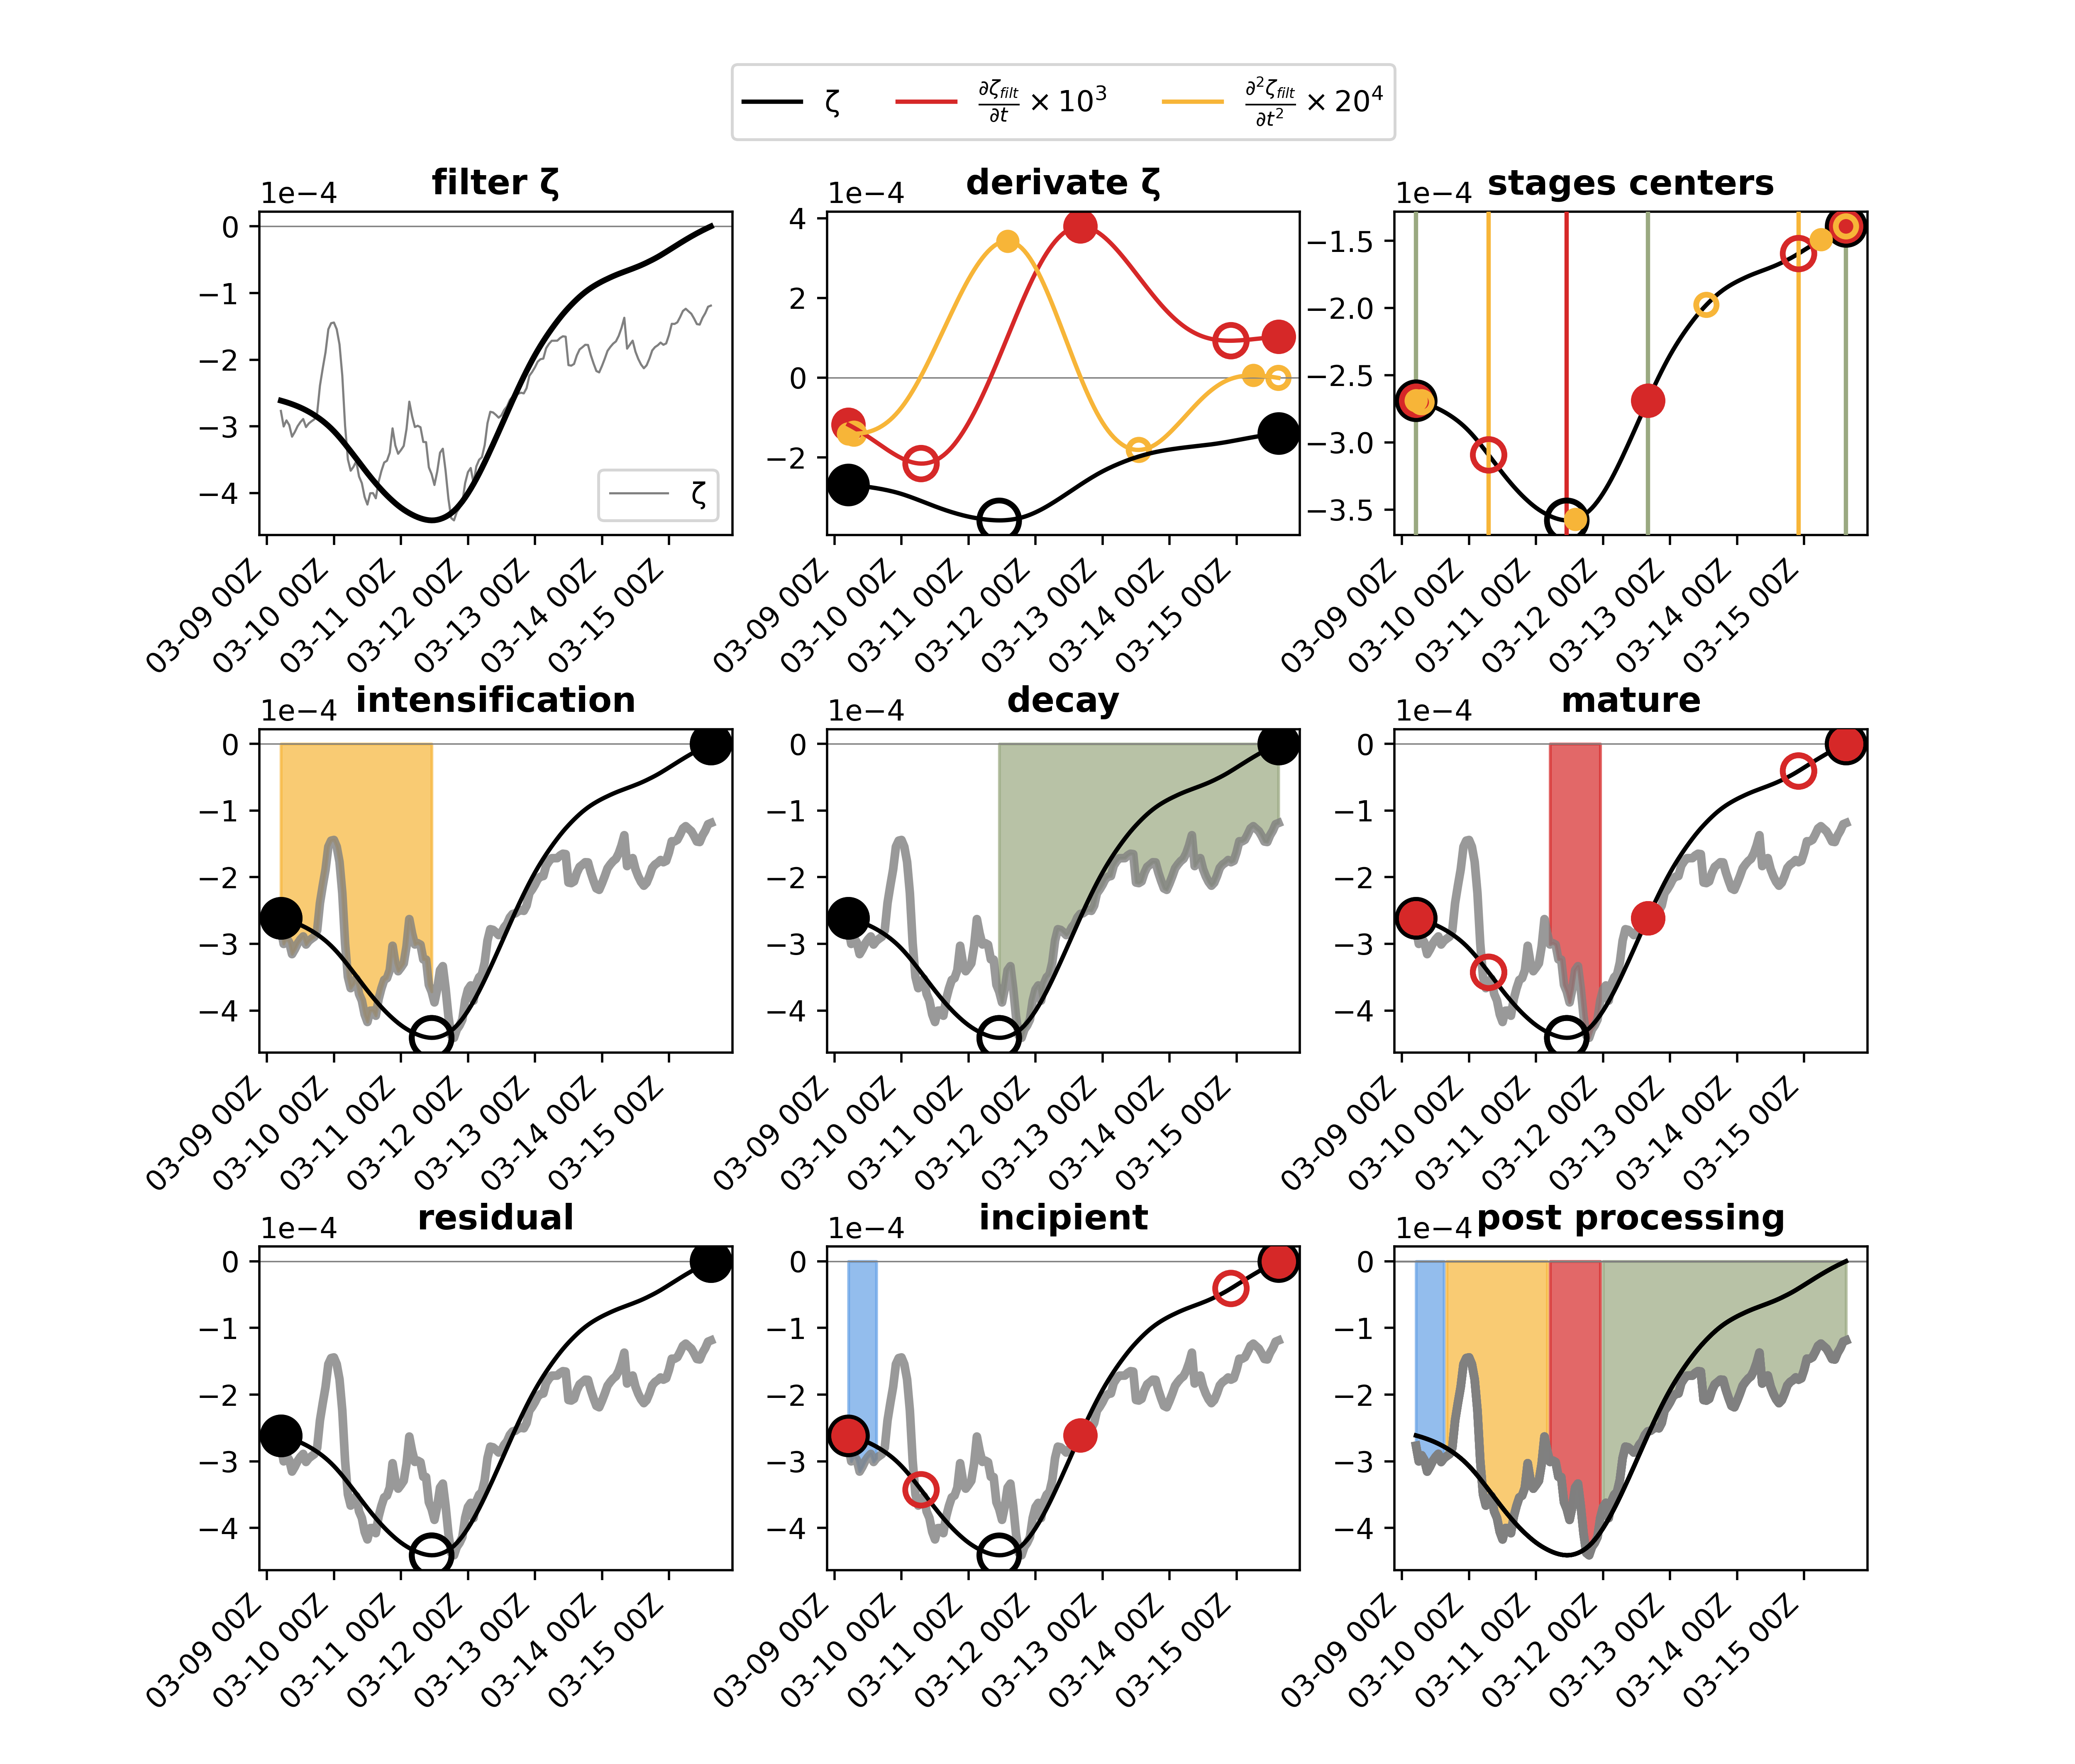 ζ ∂ζfilt/∂t × 10³ ∂²ζfilt/∂t² × 20⁴
filter ζ
1e−4
0
−1
−2
−3
−4
ζ
03-09 00Z
03-10 00Z
03-11 00Z
03-12 00Z
03-13 00Z
03-14 00Z
03-15 00Z
derivate ζ
1e−4
4
2
0
−2
03-09 00Z
03-10 00Z
03-11 00Z
03-12 00Z
03-13 00Z
03-14 00Z
03-15 00Z
stages centers
1e−4
−1.5
−2.0
−2.5
−3.0
−3.5
03-09 00Z
03-10 00Z
03-11 00Z
03-12 00Z
03-13 00Z
03-14 00Z
03-15 00Z
intensification
1e−4
0
−1
−2
−3
−4
03-09 00Z
03-10 00Z
03-11 00Z
03-12 00Z
03-13 00Z
03-14 00Z
03-15 00Z
decay
1e−4
0
−1
−2
−3
−4
03-09 00Z
03-10 00Z
03-11 00Z
03-12 00Z
03-13 00Z
03-14 00Z
03-15 00Z
mature
1e−4
0
−1
−2
−3
−4
03-09 00Z
03-10 00Z
03-11 00Z
03-12 00Z
03-13 00Z
03-14 00Z
03-15 00Z
residual
1e−4
0
−1
−2
−3
−4
03-09 00Z
03-10 00Z
03-11 00Z
03-12 00Z
03-13 00Z
03-14 00Z
03-15 00Z
incipient
1e−4
0
−1
−2
−3
−4
03-09 00Z
03-10 00Z
03-11 00Z
03-12 00Z
03-13 00Z
03-14 00Z
03-15 00Z
post processing
1e−4
0
−1
−2
−3
−4
03-09 00Z
03-10 00Z
03-11 00Z
03-12 00Z
03-13 00Z
03-14 00Z
03-15 00Z